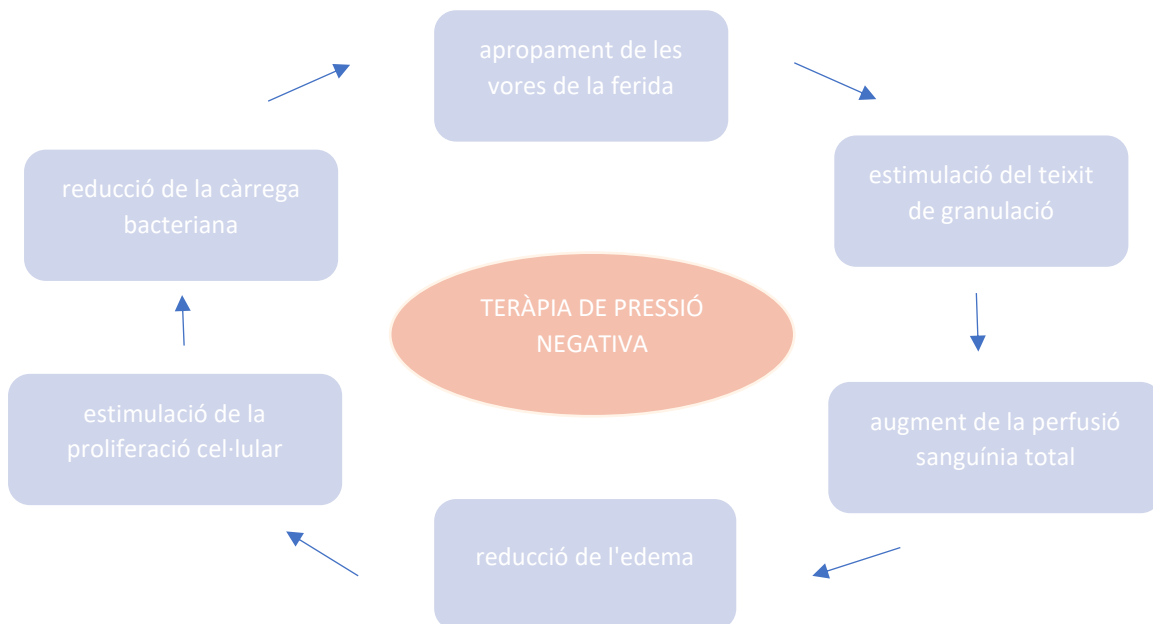 apropament de les
vores de la ferida
estimulació del teixit
de granulació
augment de la perfusió
sanguínia total
reducció de l'edema
estimulació de la
proliferació cel·lular
reducció de la càrrega
bacteriana
TERÀPIA DE PRESSIÓ
NEGATIVA